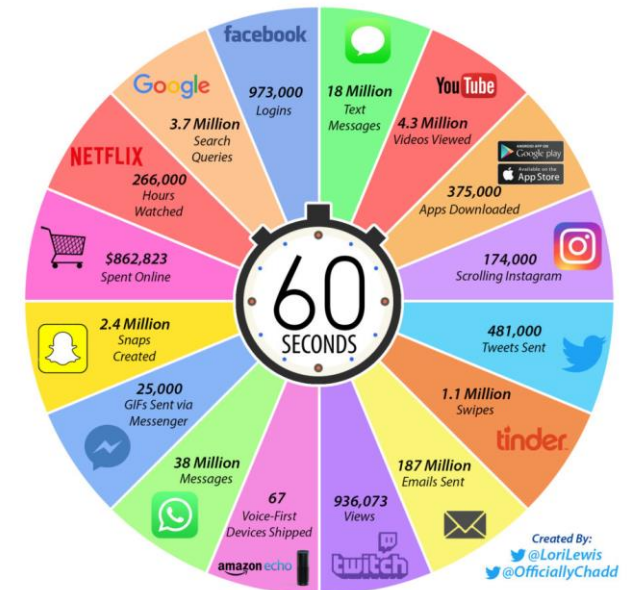 facebook
973,000
Logins
18 Million
Text
Messages
You Tube
4.3 Million
Videos Viewed
ANDROID APP ON
Google play
Available on the
App Store
375,000
Apps Downloaded
174,000
Scrolling Instagram
481,000
Tweets Sent
1.1 Million
Swipes
tinder
187 Million
Emails Sent
936,073
Views
twitch
67
Voice-First
Devices Shipped
amazon echo
38 Million
Messages
25,000
GIFs Sent via
Messenger
2.4 Million
Snaps
Created
$862,823
Spent Online
NETFLIX
266,000
Hours
Watched
Google
3.7 Million
Search
Queries
60
SECONDS
Created By:
@LoriLewis
@OfficiallyChadd